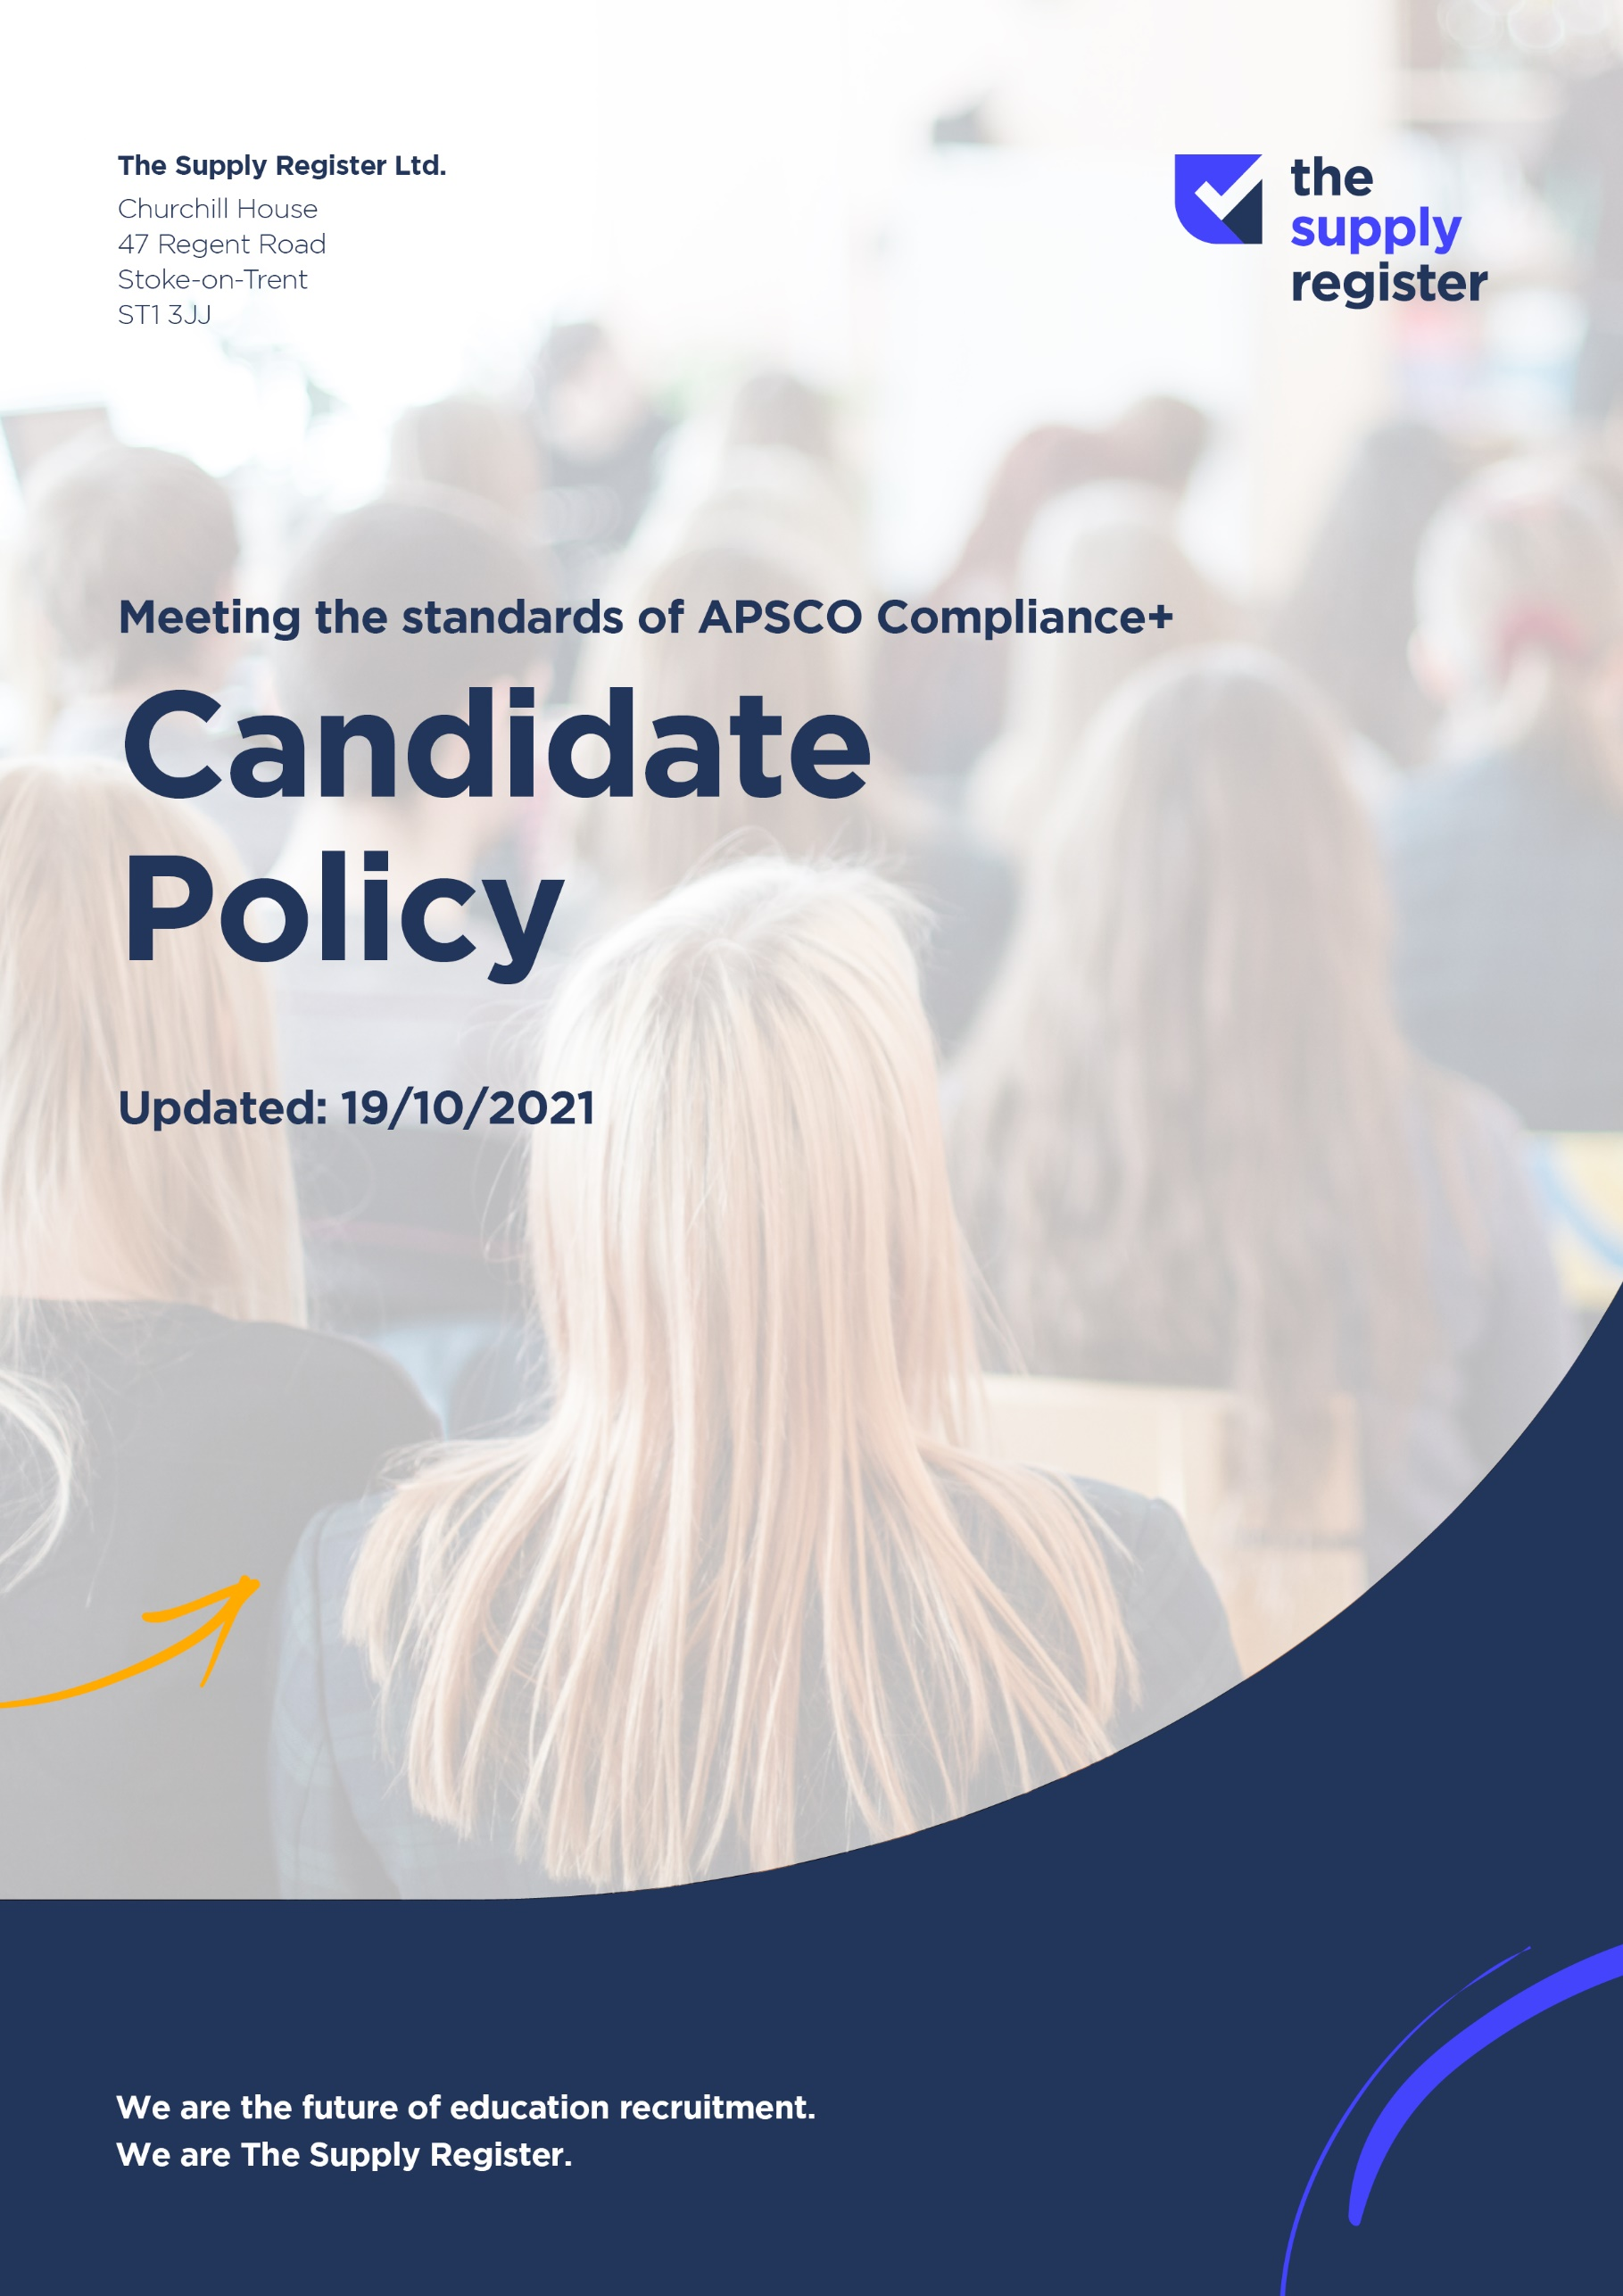 The Supply Register Ltd.
Churchill House
47 Regent Road
Stoke-on-Trent
ST1 3JJ
the
supply
register
Meeting the standards of APSCO Compliance+
Candidate
Policy
Updated: 19/10/2021
We are the future of education recruitment.
We are The Supply Register.